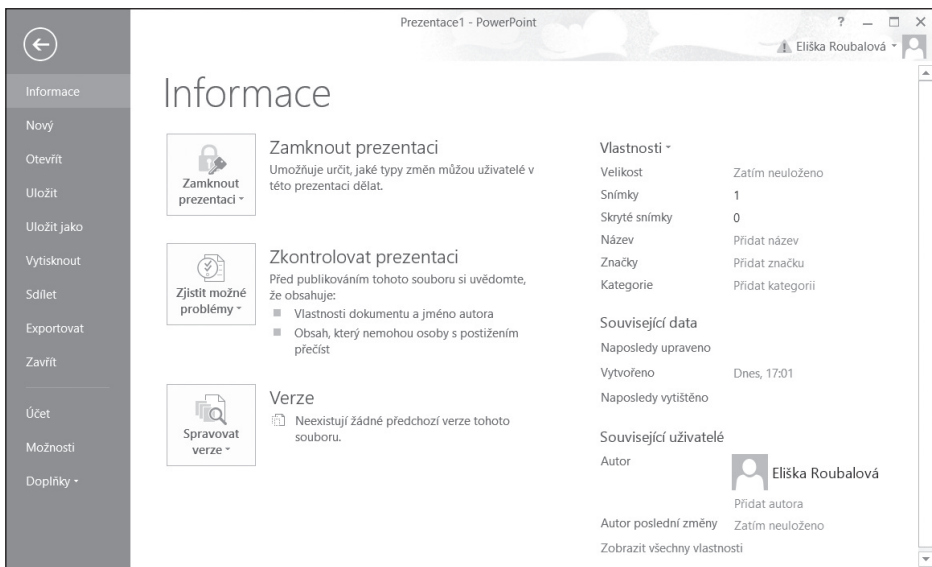 Prezentace1 - PowerPoint
?
Eliška Roubalová
Informace
Nový
Otevřít
Uložit
Uložit jako
Vytisknout
Sdílet
Exportovat
Zavřít
Účet
Možnosti
Doplňky
Informace
Zamknout
prezentaci
Zamknout prezentaci
Umožňuje určit, jaké typy změn můžou uživatelé v
této prezentaci dělat.
Zjistit možné
problémy
Zkontrolovat prezentaci
Před publikováním tohoto souboru si uvědomte,
že obsahuje:
Vlastnosti dokumentu a jméno autora
Obsah, který nemohou osoby s postižením
přečíst
Spravovat
verze
Verze
Neexistují žádné předchozí verze tohoto
souboru.
Vlastnosti
Velikost Zatím neuloženo
Snímky 1
Skryté snímky 0
Název Přidat název
Značky Přidat značku
Kategorie Přidat kategorii
Související data
Naposledy upraveno
Vytvořeno Dnes, 17:01
Naposledy vytištěno
Související uživatelé
Autor Eliška Roubalová
Přidat autora
Autor poslední změny Zatím neuloženo
Zobrazit všechny vlastnosti